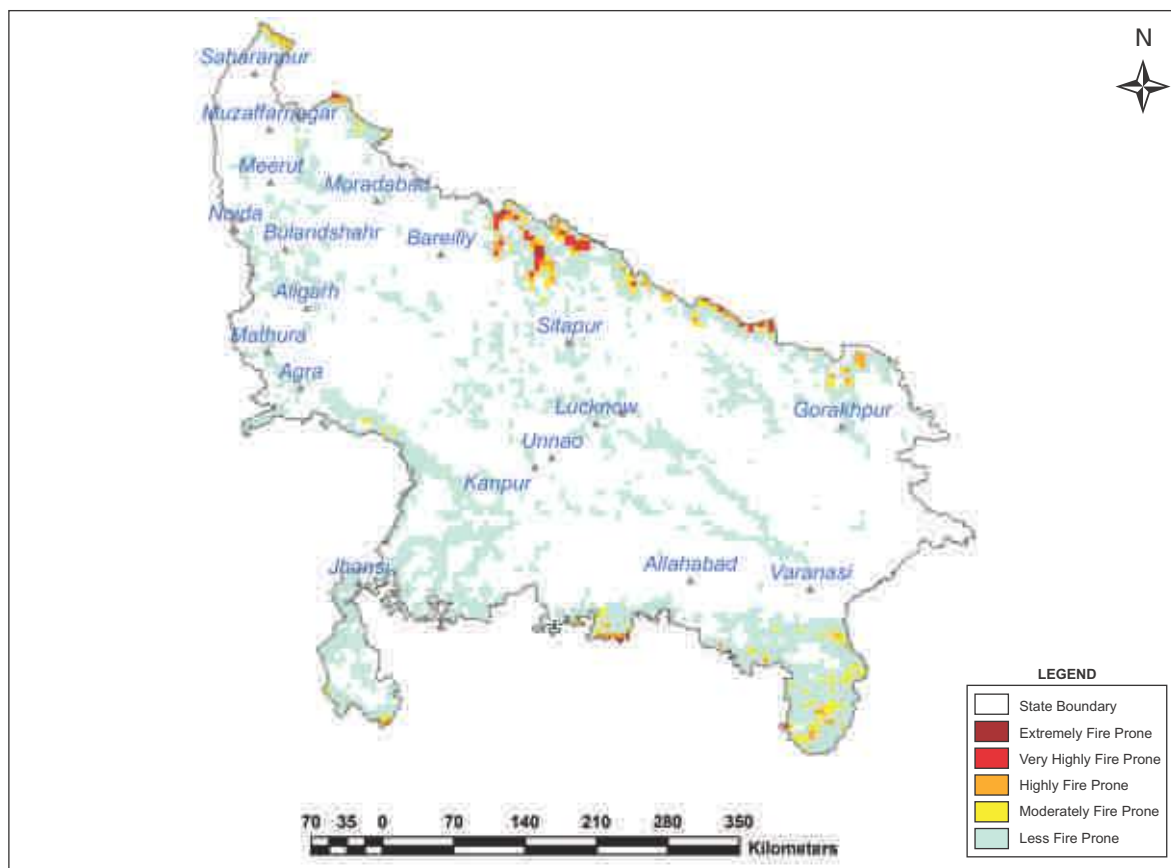 N
Saharanpur
Muzaffarnagar
Meerut
Moradabad
Noida
Bulandshahr
Bareilly
Aligarh
Sitapur
Mathura
Agra
Lucknow
Gorakhpur
Unnao
Kanpur
Jhansi
Allahabad
Varanasi
LEGEND
State Boundary
Extremely Fire Prone
Very Highly Fire Prone
Highly Fire Prone
Moderately Fire Prone
Less Fire Prone
70 35 0 70 140 210 280 350
Kilometers